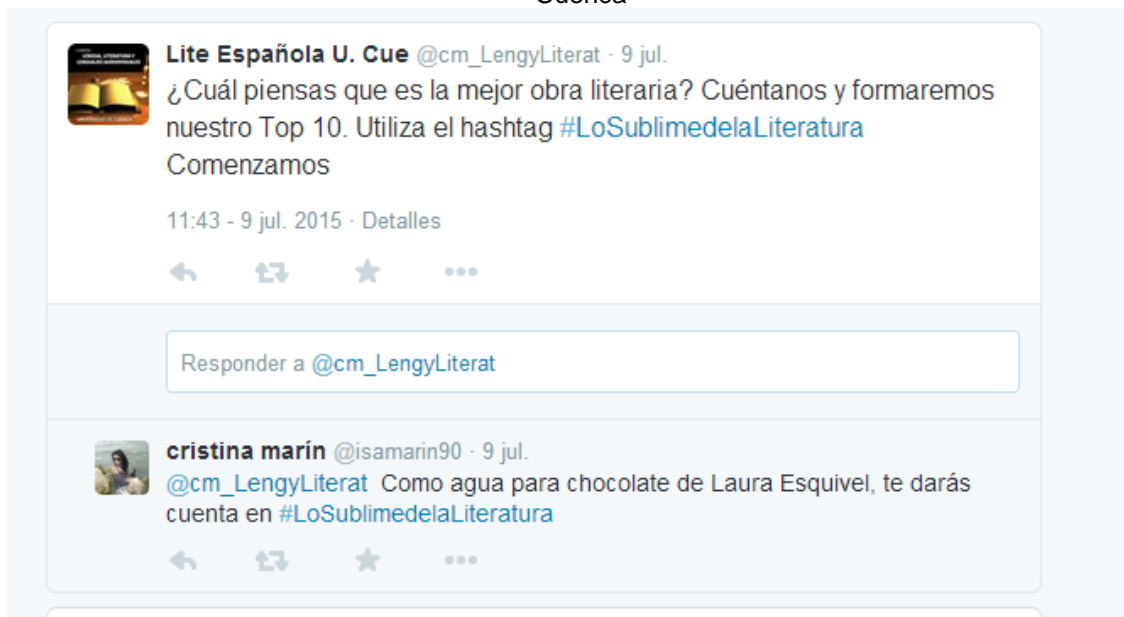 Cuenca
Lite Española U. Cue @cm_LengyLiterat · 9 jul.
¿Cuál piensas que es la mejor obra literaria? Cuéntanos y formaremos
nuestro Top 10. Utiliza el hashtag #LoSublimedelaLiteratura
Comenzamos
11:43 - 9 jul. 2015 · Detalles
Responder a @cm_LengyLiterat
cristina marín @isamarin90 · 9 jul.
@cm_LengyLiterat Como agua para chocolate de Laura Esquivel, te darás
cuenta en #LoSublimedelaLiteratura